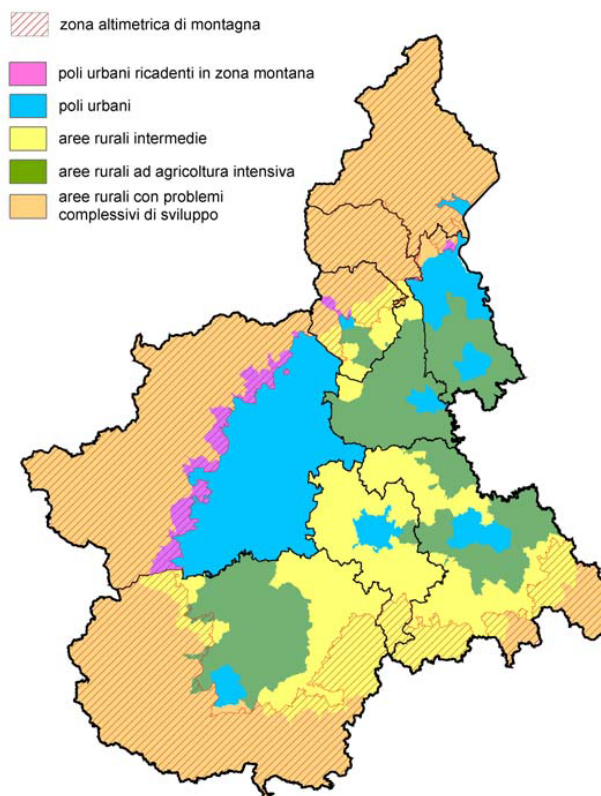 zona altimetrica di montagna
poli urbani ricadenti in zona montana
poli urbani
aree rurali intermedie
aree rurali ad agricoltura intensiva
aree rurali con problemi
complessivi di sviluppo